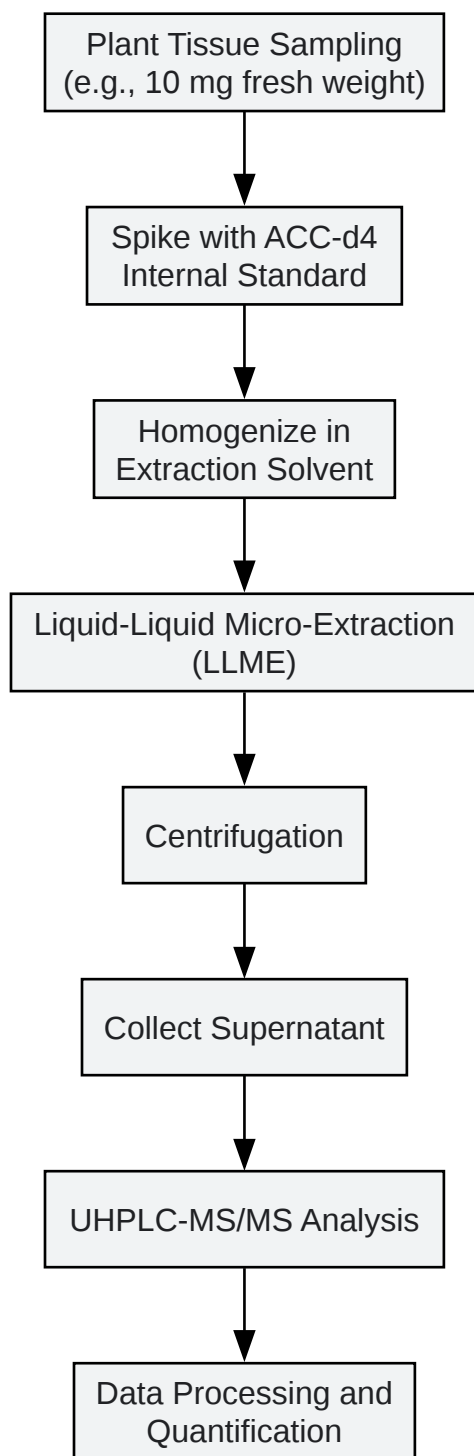 Plant Tissue Sampling
(e.g., 10 mg fresh weight)
Spike with ACC-d4
Internal Standard
Homogenize in
Extraction Solvent
Liquid-Liquid Micro-Extraction
(LLME)
Centrifugation
Collect Supernatant
UHPLC-MS/MS Analysis
Data Processing and
Quantification